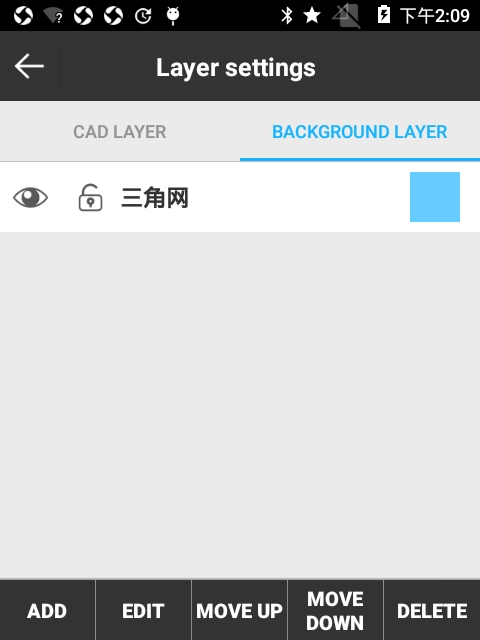 下午2:09
Layer settings
CAD LAYER
BACKGROUND LAYER
三角网
ADD
EDIT
MOVE UP
MOVE
DOWN
DELETE